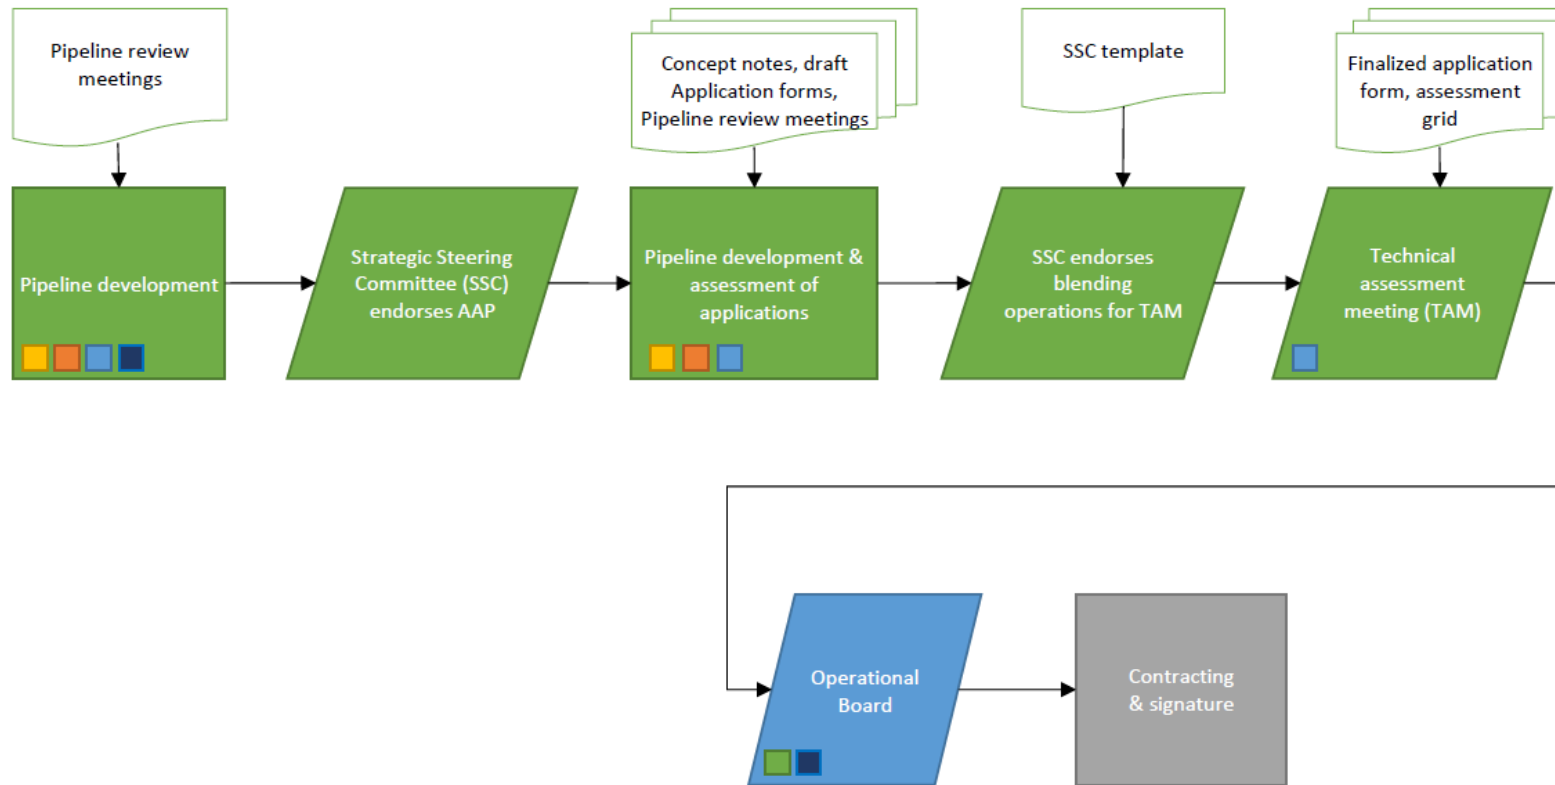 Pipeline review
meetings
Concept notes, draft
Application forms,
Pipeline review meetings
SSC template
Finalized application
form, assessment
grid
Pipeline development
Strategic Steering
Committee (SSC)
endorses AAP
Pipeline development &
assessment of
applications
SSC endorses
blending
operations for TAM
Technical
assessment
meeting (TAM)
Operational
Board
Contracting
& signature